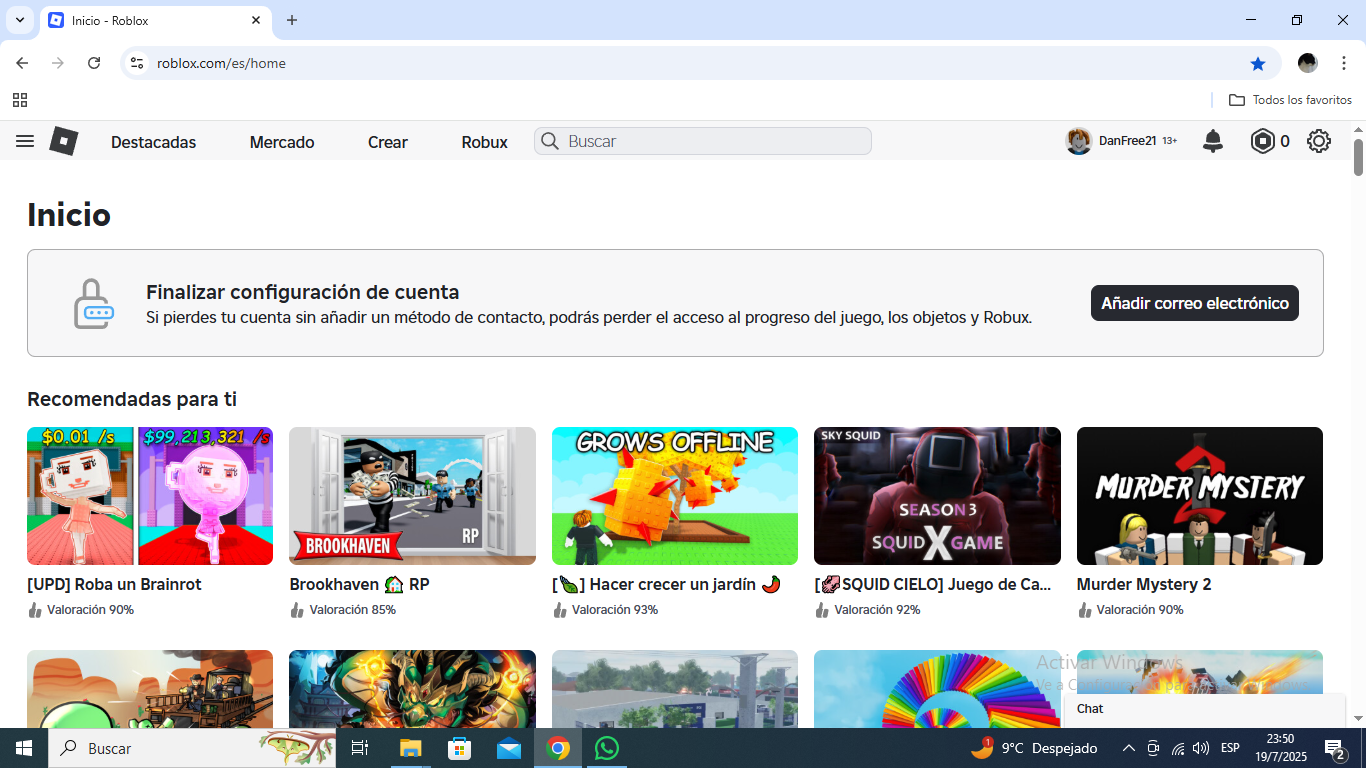 Inicio - Roblox
roblox.com/es/home
Todos los favoritos
Destacadas Mercado Crear Robux Buscar DanFree21 13+ 0
Inicio
Finalizar configuración de cuenta
Si pierdes tu cuenta sin añadir un método de contacto, podrás perder el acceso al progreso del juego, los objetos y Robux.
Añadir correo electrónico
Recomendadas para ti
$0.01 /s $99,213,321 /s
BROOKHAVEN RP
GROWS OFFLINE
SKY SQUID
SEASON 3
SQUID X GAME
MURDER MYSTERY
2
[UPD] Roba un Brainrot
Valoración 90%
Brookhaven 🏠 RP
Valoración 85%
[🍃] Hacer crecer un jardín 🌶️
Valoración 93%
[🦑SQUID CIELO] Juego de Ca...
Valoración 92%
Murder Mystery 2
Valoración 90%
Activar Windows
Ve a Configuración para
Chat
Buscar
1
9°C Despejado
ESP
23:50
19/7/2025
2